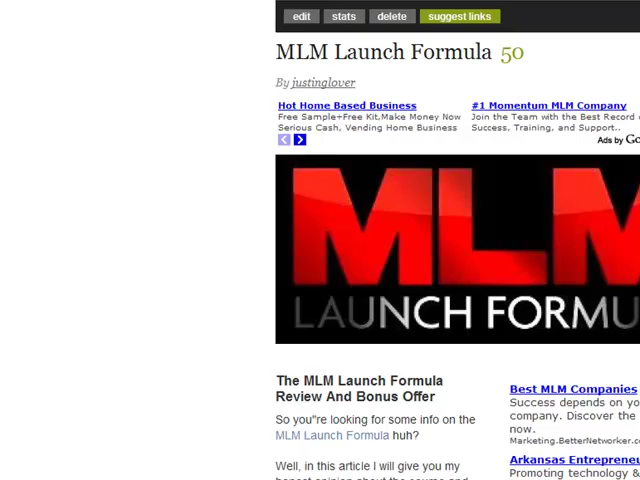 edit stats delete suggest links
MLM Launch Formula 50
By justinglover
Hot Home Based Business
Free Sample+Free Kit,Make Money Now
Serious Cash, Vending Home Business
#1 Momentum MLM Company
Join the Team with the Best Record
Success, Training, and Support..
Ads by Go
MLM
LAUNCH FORMU
The MLM Launch Formula
Review And Bonus Offer
So you"re looking for some info on the
MLM Launch Formula huh?
Well, in this article I will give you my
Best MLM Companies
Success depends on yo
company. Discover the
now.
Marketing.BetterNetworker.c
Arkansas Entrepreneu
Promoting technology &